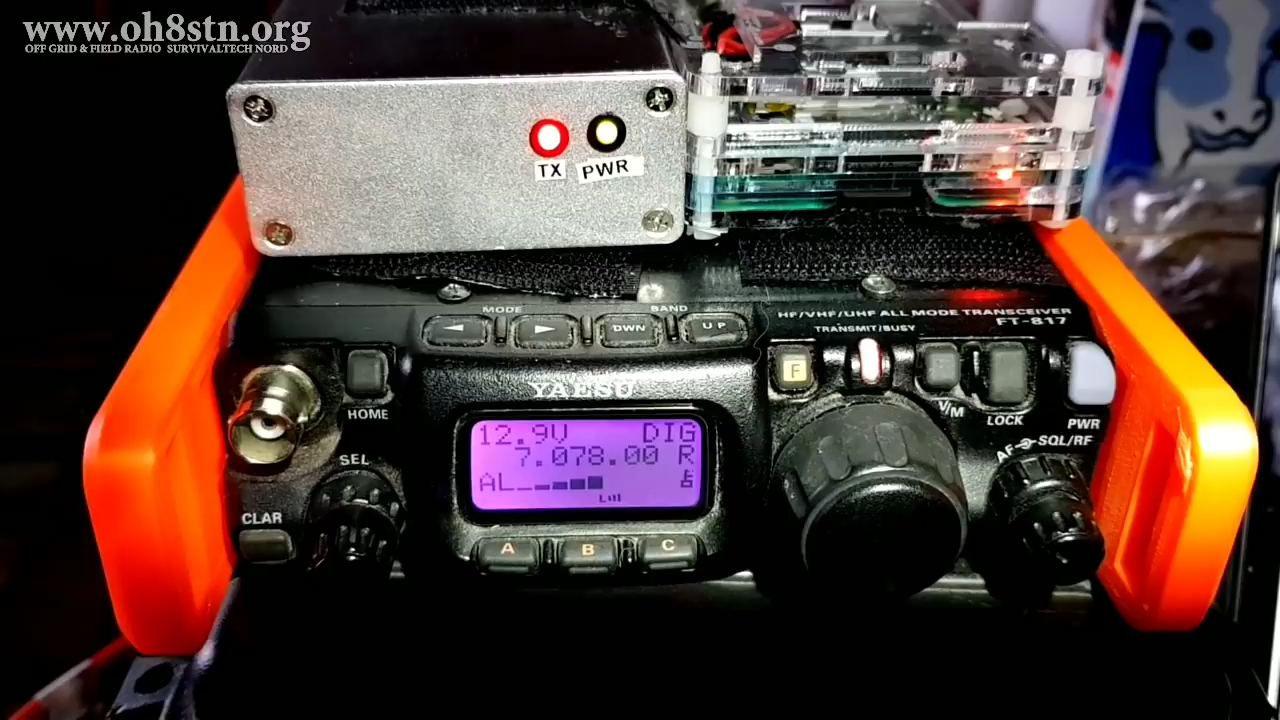 www.oh8stn.org
OFF GRID & FIELD RADIO SURVIVALTECH NORD
TX PWR
MODE BAND
DWN UP
HF/VHF/UHF ALL MODE TRANSCEIVER
FT-817
TRANSMIT/BUSY
F
HOME
YAESU
V/M
LOCK
PWR
12.9V DIG
7.078.00 R
AL
SEL
AF SQL/RF
CLAR
A B C